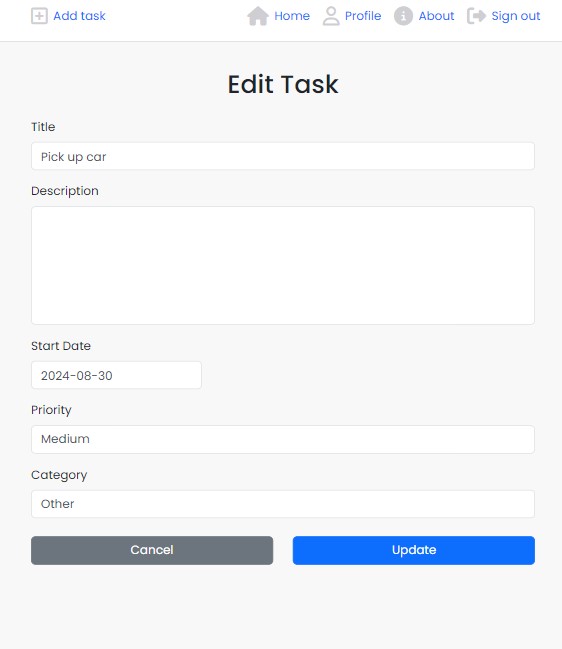 Add task Home Profile About Sign out
Edit Task
Title
Pick up car
Description
Start Date
2024-08-30
Priority
Medium
Category
Other
Cancel Update